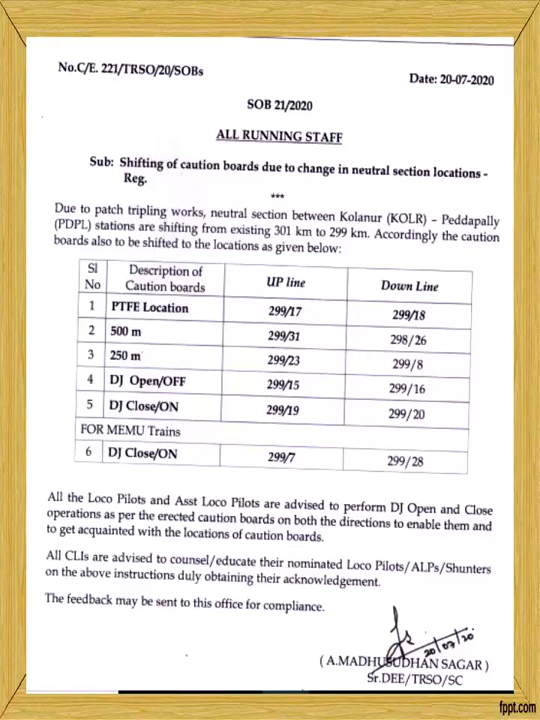 No.C/E. 221/TRSO/20/SOBs
Date: 20-07-2020
SOB 21/2020
ALL RUNNING STAFF
Sub: Shifting of caution boards due to change in neutral section locations -
Reg.
***
Due to patch tripling works, neutral section between Kolanur (KOLR) – Peddapally
(PDPL) stations are shifting from existing 301 km to 299 km. Accordingly the caution
boards also to be shifted to the locations as given below:
Sl No Description of Caution boards UP line Down Line
1 PTFE Location 299/17 299/18
2 500 m 299/31 298/26
3 250 m 299/23 299/8
4 DJ Open/OFF 299/15 299/16
5 DJ Close/ON 299/19 299/20
FOR MEMU Trains
6 DJ Close/ON 299/7 299/28
All the Loco Pilots and Asst Loco Pilots are advised to perform DJ Open and Close
operations as per the erected caution boards on both the directions to enable them and
to get acquainted with the locations of caution boards.
All CLIs are advised to counsel/educate their nominated Loco Pilots/ALPs/Shunters
on the above instructions duly obtaining their acknowledgement.
The feedback may be sent to this office for compliance.
20/07/20
( A.MADHUSUDHAN SAGAR )
Sr.DEE/TRSO/SC
fppt.com